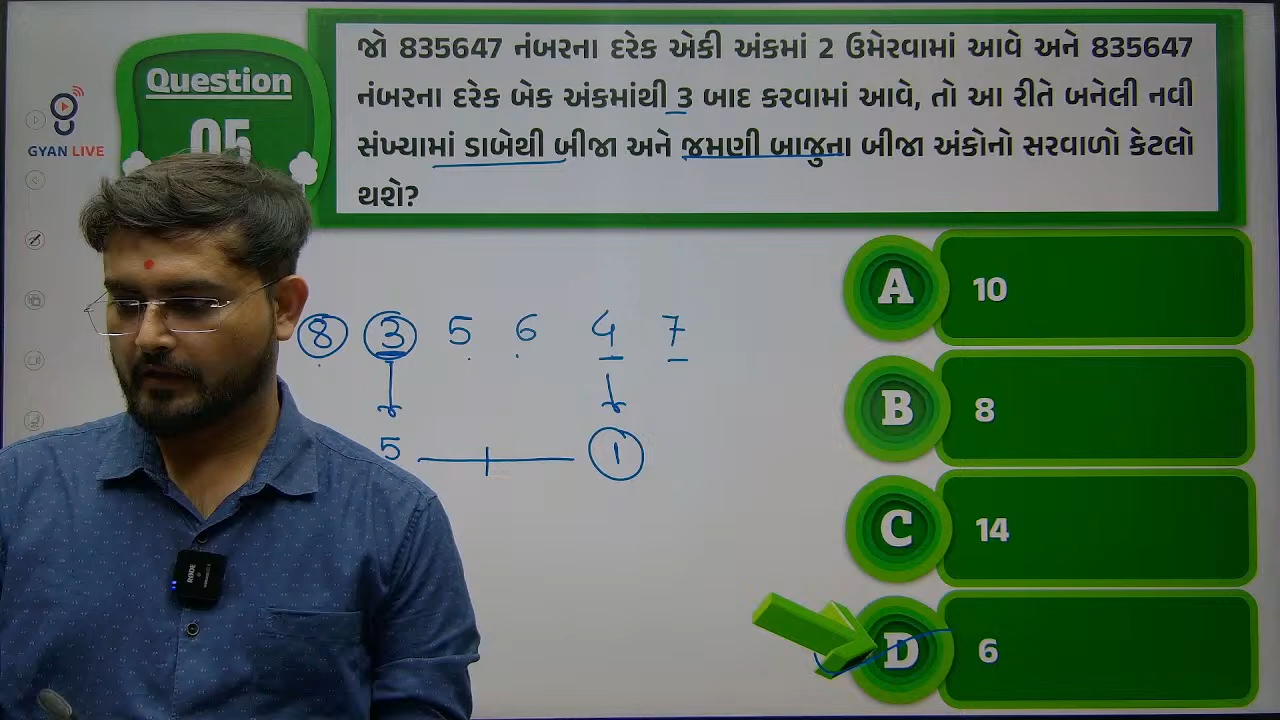 જો 835647 નંબરના દરેક એકી અંકમાં 2 ઉમેરવામાં આવે અને 835647
નંબરના દરેક બેક અંકમાંથી 3 બાદ કરવામાં આવે, તો આ રીતે બનેલી નવી
સંખ્યામાં ડાબેથી બીજા અને જમણી બાજુના બીજા અંકોનો સરવાળો કેટલો
થશે?
Question
05
GYAN LIVE
8 3 5 6 4 7
5 1
A 10
B 8
C 14
D 6
RODE